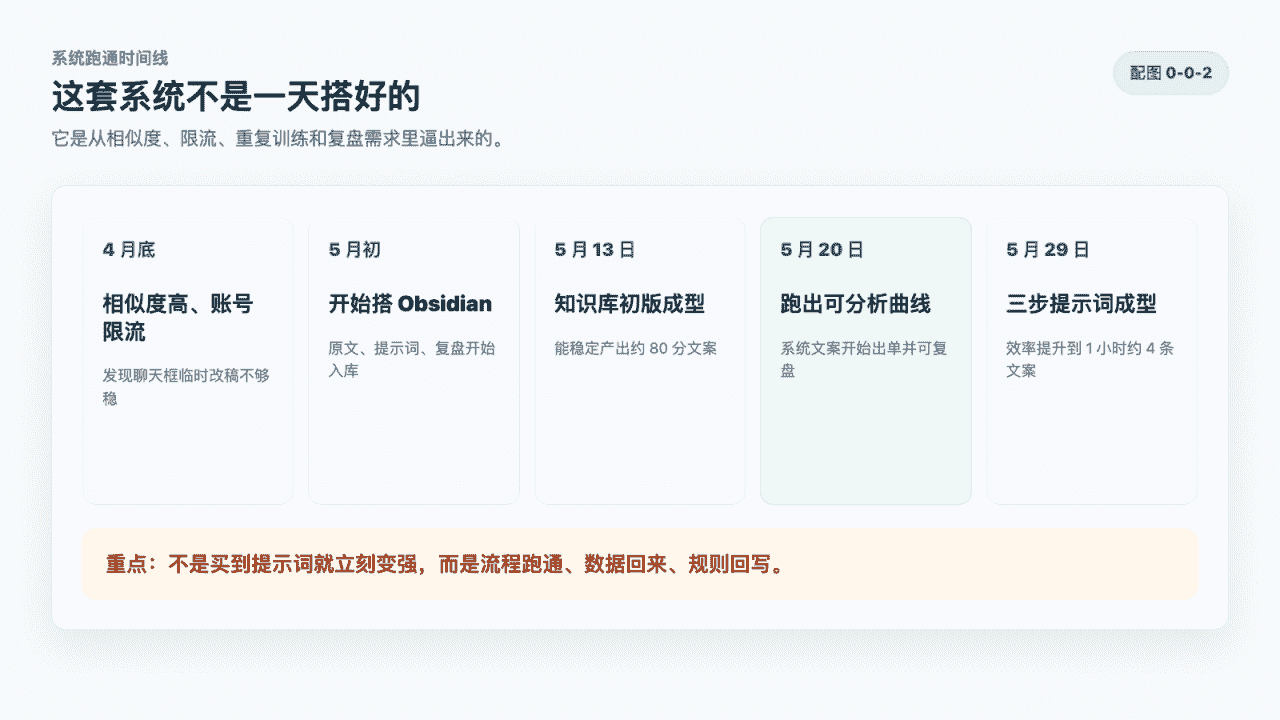 系统跑通时间线
这套系统不是一天搭好的
它是从相似度、限流、重复训练和复盘需求里逼出来的。
配图 0-0-2
4 月底
相似度高、账号
限流
发现聊天框临时改稿不够
稳
5 月初
开始搭 Obsidian
原文、提示词、复盘开始
入库
5 月 13 日
知识库初版成型
能稳定产出约 80 分文案
5 月 20 日
跑出可分析曲线
系统文案开始出单并可复
盘
5 月 29 日
三步提示词成型
效率提升到 1 小时约 4 条
文案
重点：不是买到提示词就立刻变强，而是流程跑通、数据回来、规则回写。